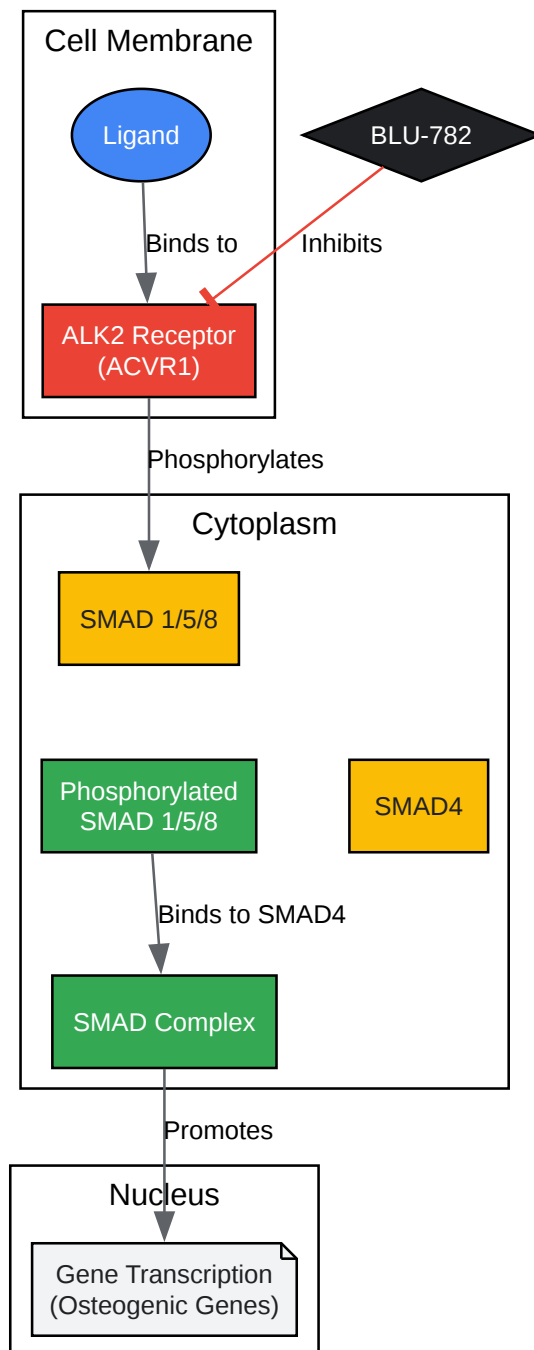 Cell Membrane
Ligand
BLU-782
Binds to
Inhibits
ALK2 Receptor
(ACVR1)
Phosphorylates
Cytoplasm
SMAD 1/5/8
Phosphorylated
SMAD 1/5/8
SMAD4
Binds to SMAD4
SMAD Complex
Promotes
Nucleus
Gene Transcription
(Osteogenic Genes)